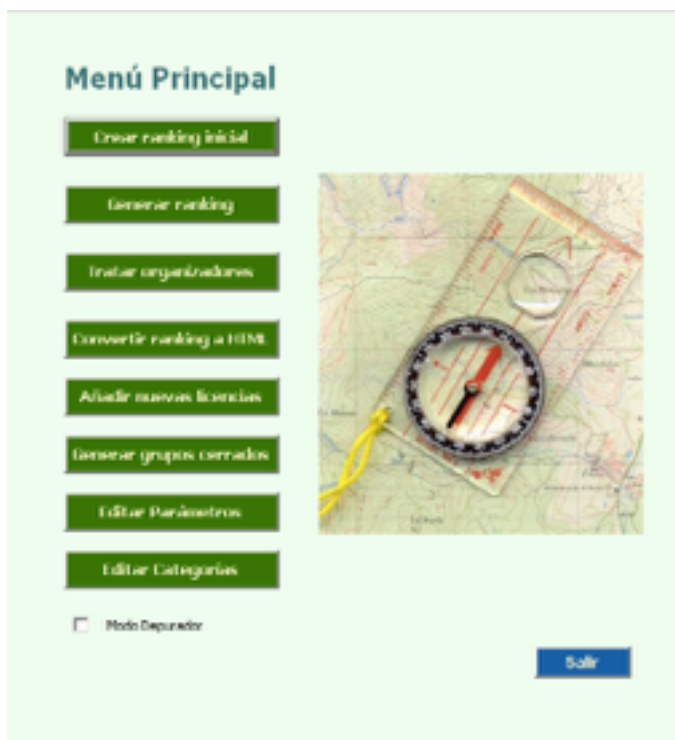 Menú Principal
Crear ranking inicial
Generar ranking
Tratar organizadores
Convertir ranking a HTML
Añadir nuevas licencias
Generar grupos cerrados
Editar Parámetros
Editar Categorías
Modo Depurador
Salir